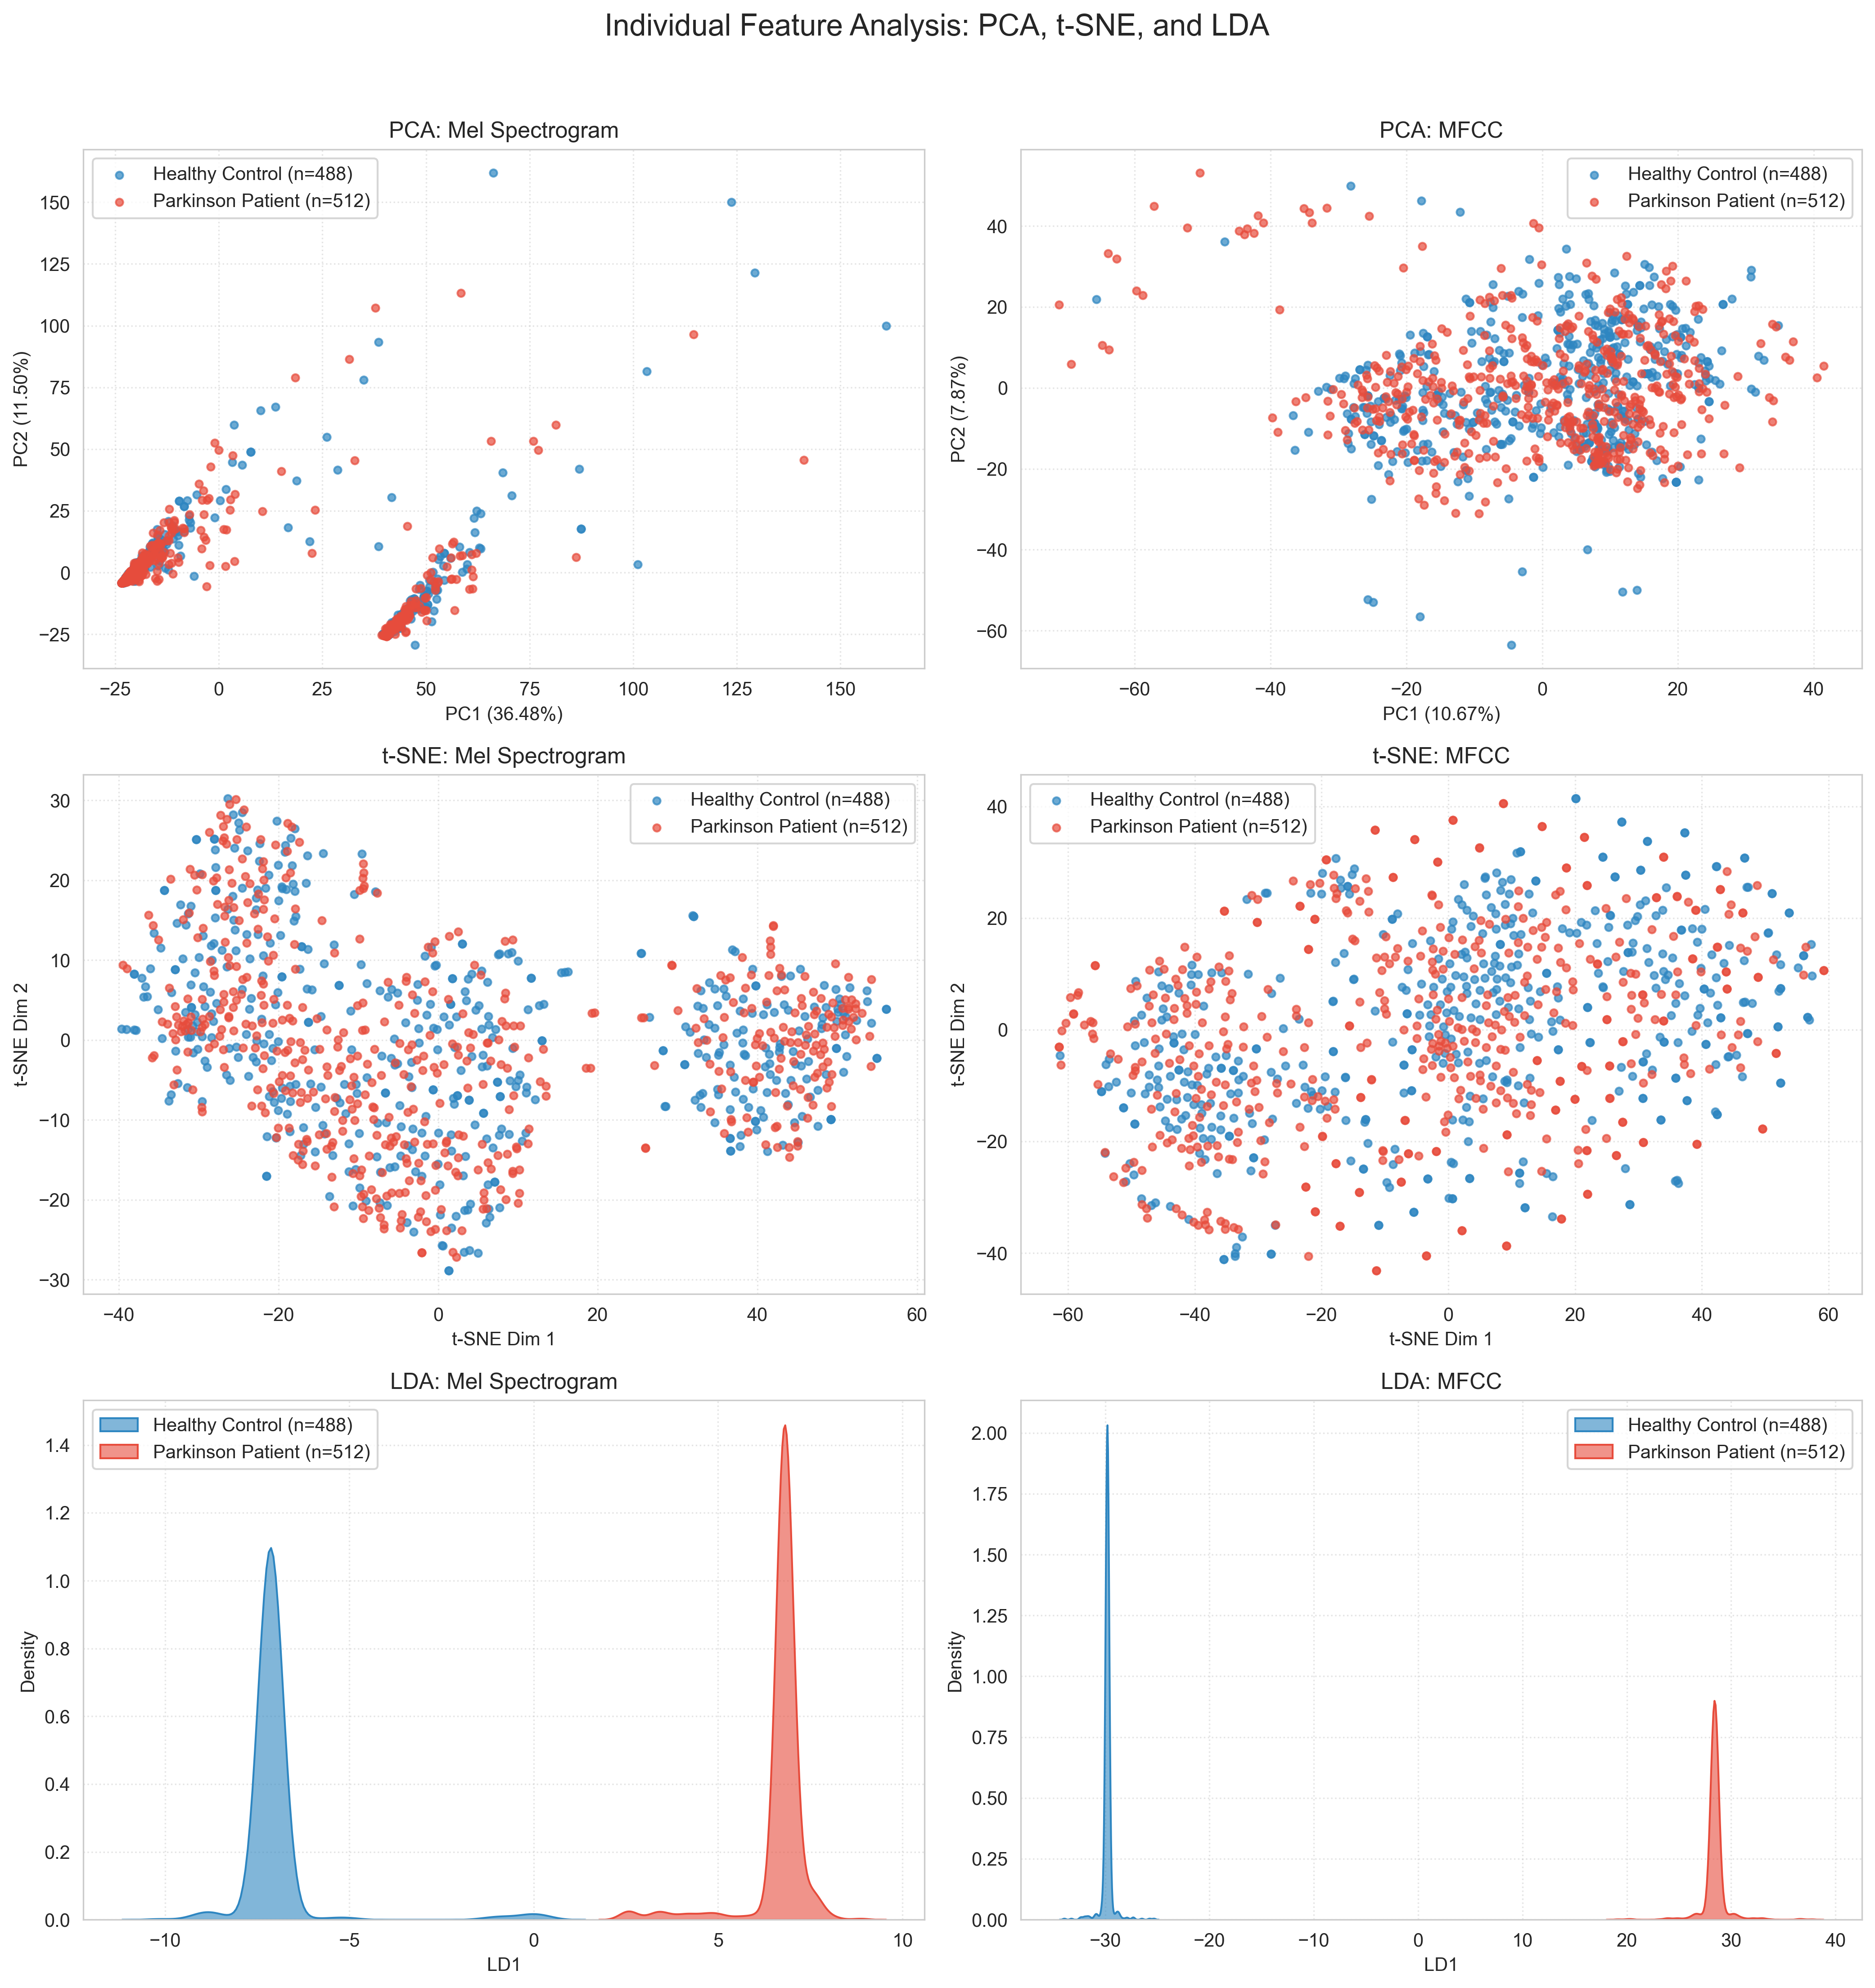 Individual Feature Analysis: PCA, t-SNE, and LDA
PCA: Mel Spectrogram
Healthy Control (n=488)
Parkinson Patient (n=512)
PC2 (11.50%)
150
125
100
75
50
25
0
−25
−25 0 25 50 75 100 125 150
PC1 (36.48%)
PCA: MFCC
Healthy Control (n=488)
Parkinson Patient (n=512)
PC2 (7.87%)
40
20
0
−20
−40
−60
−60 −40 −20 0 20 40
PC1 (10.67%)
t-SNE: Mel Spectrogram
Healthy Control (n=488)
Parkinson Patient (n=512)
t-SNE Dim 2
30
20
10
0
−10
−20
−30
−40 −20 0 20 40 60
t-SNE Dim 1
t-SNE: MFCC
Healthy Control (n=488)
Parkinson Patient (n=512)
t-SNE Dim 2
40
20
0
−20
−40
−60 −40 −20 0 20 40 60
t-SNE Dim 1
LDA: Mel Spectrogram
Healthy Control (n=488)
Parkinson Patient (n=512)
Density
1.4
1.2
1.0
0.8
0.6
0.4
0.2
0.0
−10 −5 0 5 10
LD1
LDA: MFCC
Healthy Control (n=488)
Parkinson Patient (n=512)
Density
2.00
1.75
1.50
1.25
1.00
0.75
0.50
0.25
0.00
−30 −20 −10 0 10 20 30 40
LD1